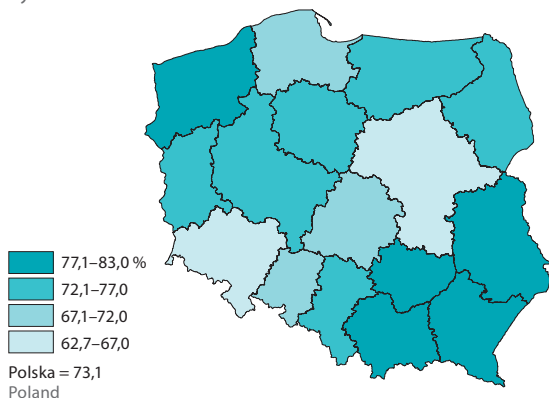 77,1–83,0 %
72,1–77,0
67,1–72,0
62,7–67,0
Polska = 73,1
Poland